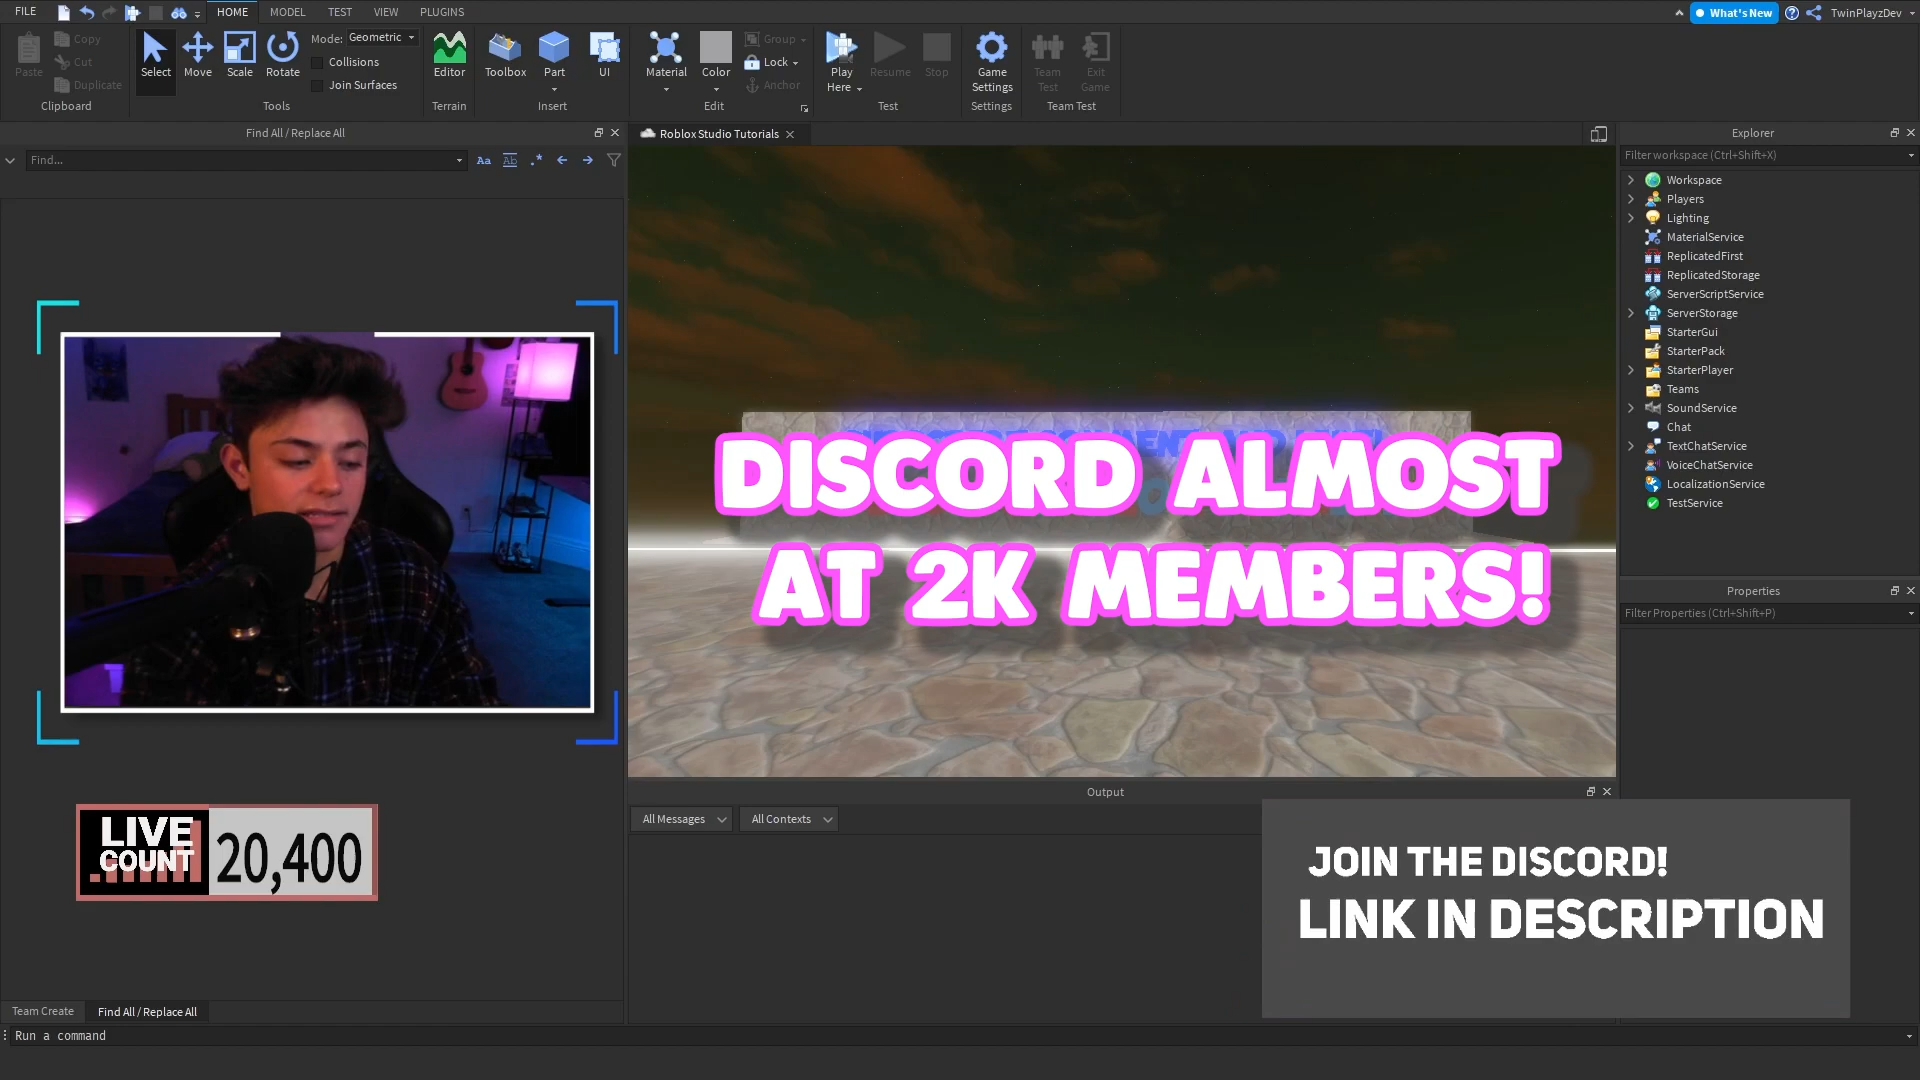 FILE
HOME
MODEL
TEST
VIEW
PLUGINS
What's New
TwinPlayzDev
Paste
Copy
Cut
Duplicate
Clipboard
Select
Move
Scale
Rotate
Mode: Geometric
Collisions
Join Surfaces
Tools
Editor
Terrain
Toolbox
Part
UI
Insert
Material
Color
Group
Lock
Anchor
Edit
Play
Here
Resume
Stop
Test
Game
Settings
Settings
Team
Test
Exit
Game
Team Test
Find All / Replace All
Find...
Aa
Ab
Roblox Studio Tutorials
DISCORD ALMOST
AT 2K MEMBERS!
Explorer
Filter workspace (Ctrl+Shift+X)
Workspace
Players
Lighting
MaterialService
ReplicatedFirst
ReplicatedStorage
ServerScriptService
ServerStorage
StarterGui
StarterPack
StarterPlayer
Teams
SoundService
Chat
TextChatService
VoiceChatService
LocalizationService
TestService
Properties
Filter Properties (Ctrl+Shift+P)
LIVE
COUNT
20,400
Output
All Messages
All Contexts
JOIN THE DISCORD!
LINK IN DESCRIPTION
Team Create
Find All / Replace All
Run a command